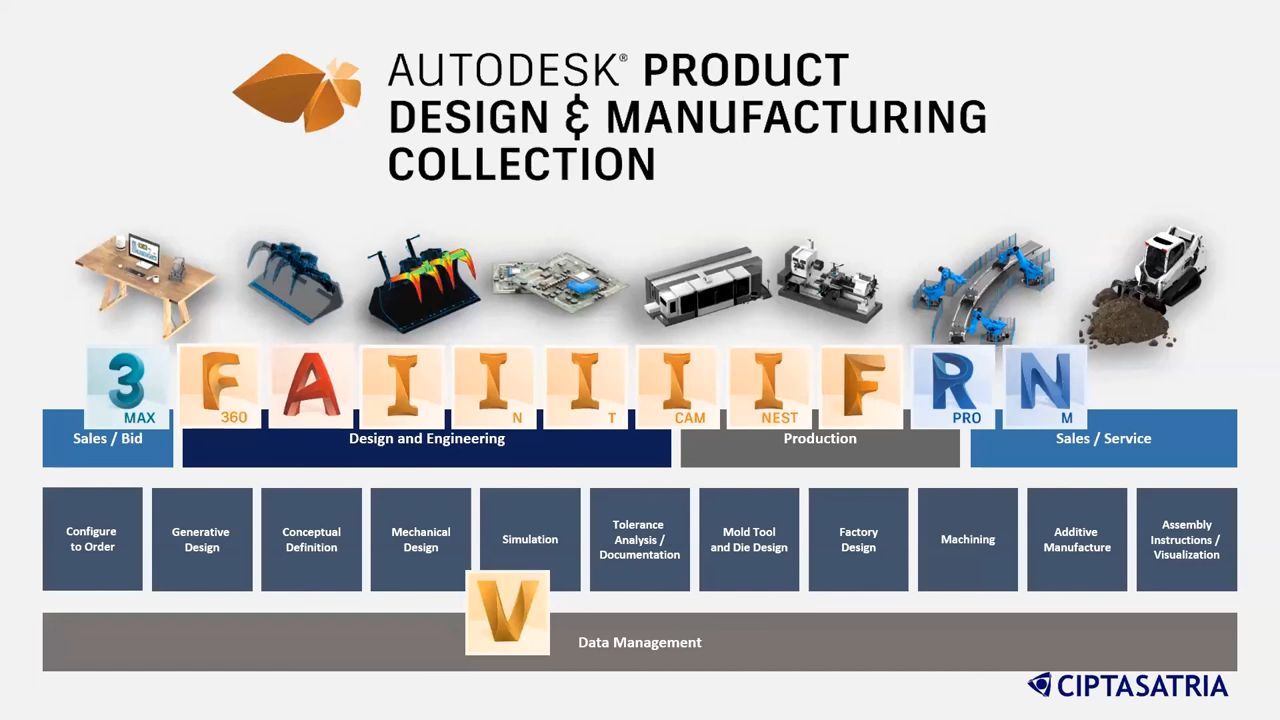 AUTODESK® PRODUCT
DESIGN & MANUFACTURING
COLLECTION
3 MAX
F 360
A
I
I N
I T
I CAM
I NEST
F
R PRO
N M
Sales / Bid
Design and Engineering
Production
Sales / Service
Configure
to Order
Generative
Design
Conceptual
Definition
Mechanical
Design
Simulation
Tolerance
Analysis /
Documentation
Mold Tool
and Die Design
Factory
Design
Machining
Additive
Manufacture
Assembly
Instructions /
Visualization
V
Data Management
CIPTASATRIA